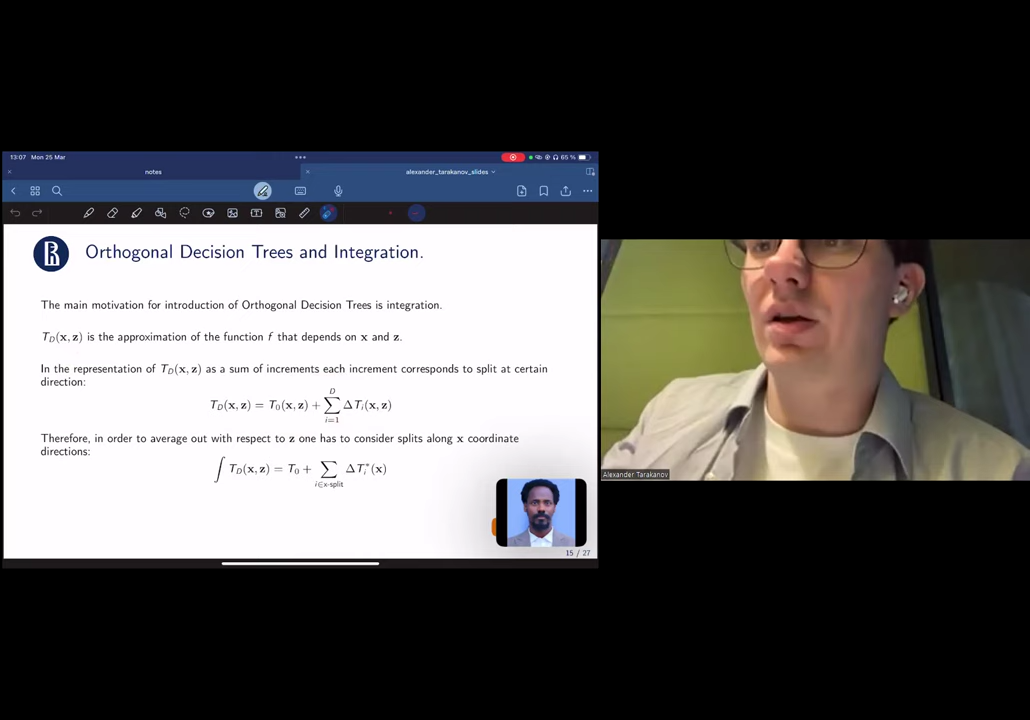 13:07 Mon 25 Mar
65 %
notes
alexander_tarakanov_slides
Orthogonal Decision Trees and Integration.
The main motivation for introduction of Orthogonal Decision Trees is integration.
T_D(x, z) is the approximation of the function f that depends on x and z.
In the representation of T_D(x, z) as a sum of increments each increment corresponds to split at certain
direction:
T_D(x, z) = T_0(x, z) + ∑_{i=1}^{D} ΔT_i(x, z)
Therefore, in order to average out with respect to z one has to consider splits along x coordinate
directions:
∫ T_D(x, z) = T_0 + ∑_{i∈x-split} ΔT_i^*(x)
15 / 27
Alexander Tarakanov